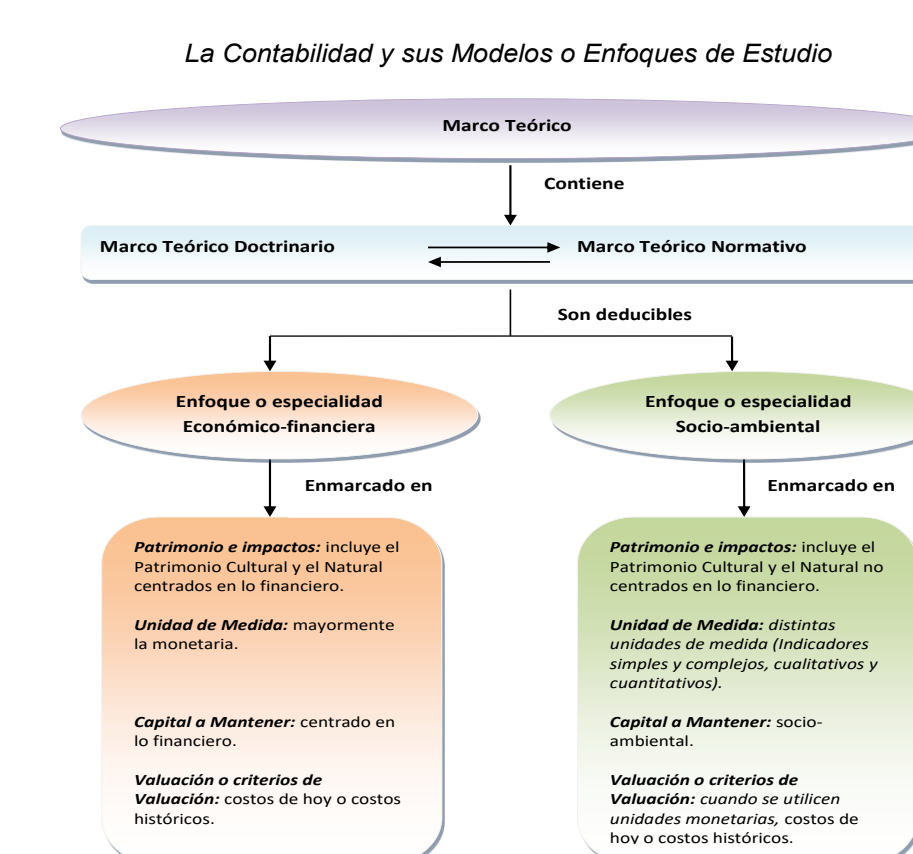 La Contabilidad y sus Modelos o Enfoques de Estudio
Marco Teórico
Contiene
Marco Teórico Doctrinario
Marco Teórico Normativo
Son deducibles
Enfoque o especialidad
Económico-financiera
Enfoque o especialidad
Socio-ambiental
Enmarcado en
Enmarcado en
Patrimonio e impactos: incluye el
Patrimonio Cultural y el Natural
centrados en lo financiero.
Unidad de Medida: mayormente
la monetaria.
Capital a Mantener: centrado en
lo financiero.
Valuación o criterios de
Valuación: costos de hoy o costos
históricos.
Patrimonio e impactos: incluye el
Patrimonio Cultural y el Natural no
centrados en lo financiero.
Unidad de Medida: distintas
unidades de medida (Indicadores
simples y complejos, cualitativos y
cuantitativos).
Capital a Mantener: socio-
ambiental.
Valuación o criterios de
Valuación: cuando se utilicen
unidades monetarias, costos de
hoy o costos históricos.